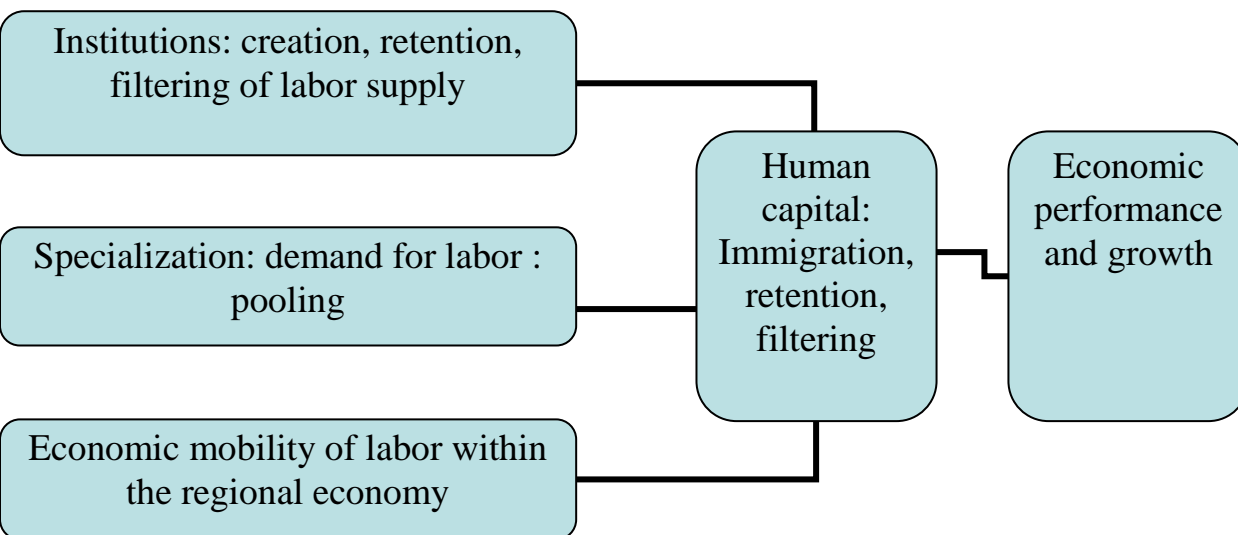 Institutions: creation, retention,
filtering of labor supply
Specialization: demand for labor :
pooling
Economic mobility of labor within
the regional economy
Human
capital:
Immigration,
retention,
filtering
Economic
performance
and growth